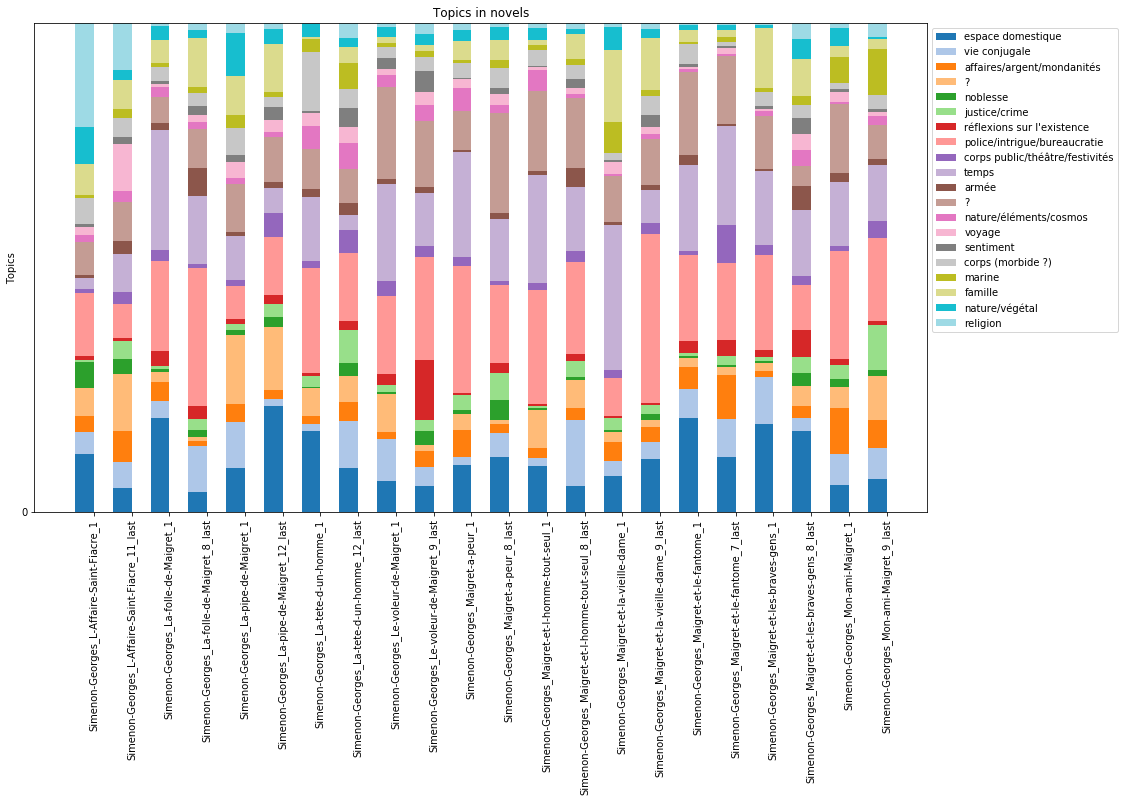 Topics in novels
Topics
0
espace domestique
vie conjugale
affaires/argent/mondanités
?
noblesse
justice/crime
réflexions sur l'existence
police/intrigue/bureaucratie
corps public/théâtre/festivités
temps
armée
?
nature/éléments/cosmos
voyage
sentiment
corps (morbide ?)
marine
famille
nature/végétal
religion
Simenon-Georges_L-Affaire-Saint-Fiacre_1
Simenon-Georges_L-Affaire-Saint-Fiacre_11_last
Simenon-Georges_La-folle-de-Maigret_1
Simenon-Georges_La-folle-de-Maigret_8_last
Simenon-Georges_La-pipe-de-Maigret_1
Simenon-Georges_La-pipe-de-Maigret_12_last
Simenon-Georges_La-tete-d-un-homme_1
Simenon-Georges_La-tete-d-un-homme_12_last
Simenon-Georges_Le-voleur-de-Maigret_1
Simenon-Georges_Le-voleur-de-Maigret_9_last
Simenon-Georges_Maigret-a-peur_1
Simenon-Georges_Maigret-a-peur_8_last
Simenon-Georges_Maigret-et-l-homme-tout-seul_1
Simenon-Georges_Maigret-et-l-homme-tout-seul_8_last
Simenon-Georges_Maigret-et-la-vieille-dame_1
Simenon-Georges_Maigret-et-la-vieille-dame_9_last
Simenon-Georges_Maigret-et-le-fantome_1
Simenon-Georges_Maigret-et-le-fantome_7_last
Simenon-Georges_Maigret-et-les-braves-gens_1
Simenon-Georges_Maigret-et-les-braves-gens_8_last
Simenon-Georges_Mon-ami-Maigret_1
Simenon-Georges_Mon-ami-Maigret_9_last